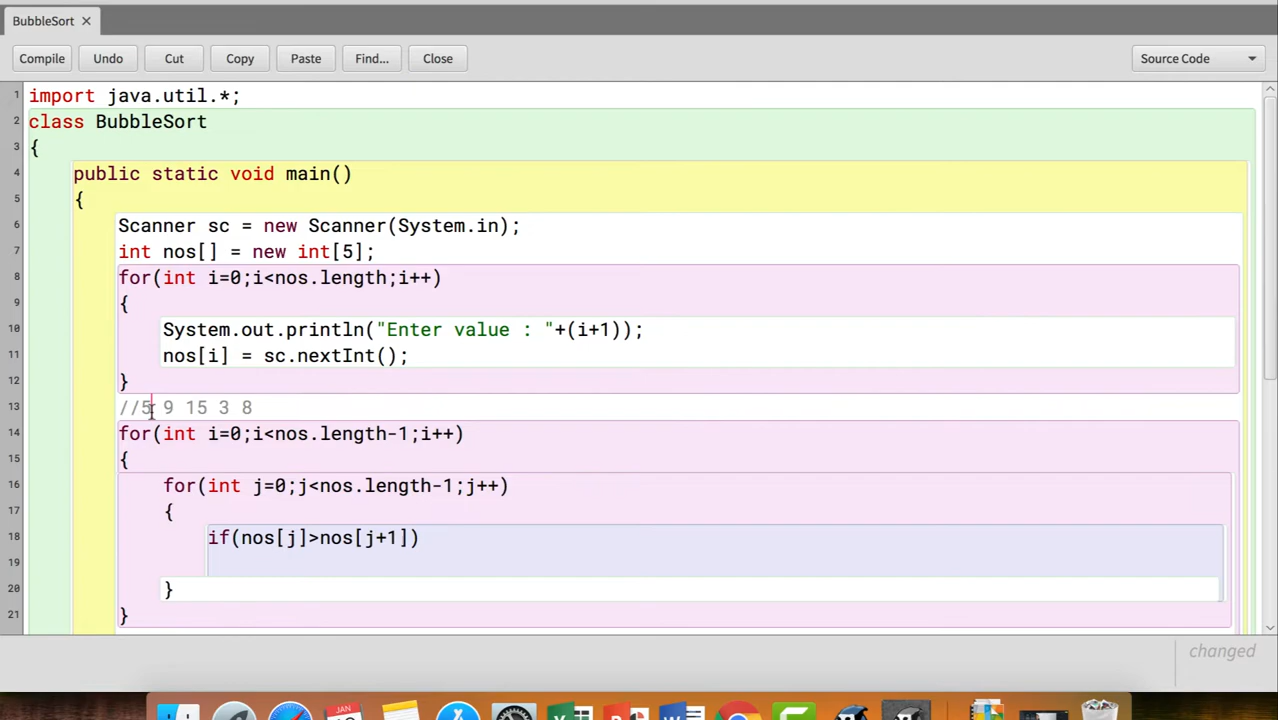 BubbleSort ×
Compile Undo Cut Copy Paste Find... Close Source Code
1 import java.util.*;
2 class BubbleSort
3 {
4 public static void main()
5 {
6 Scanner sc = new Scanner(System.in);
7 int nos[] = new int[5];
8 for(int i=0;i<nos.length;i++)
9 {
10 System.out.println("Enter value : "+(i+1));
11 nos[i] = sc.nextInt();
12 }
13 //5 9 15 3 8
14 for(int i=0;i<nos.length-1;i++)
15 {
16 for(int j=0;j<nos.length-1;j++)
17 {
18 if(nos[j]>nos[j+1])
19
20 }
21 }
changed
JAN